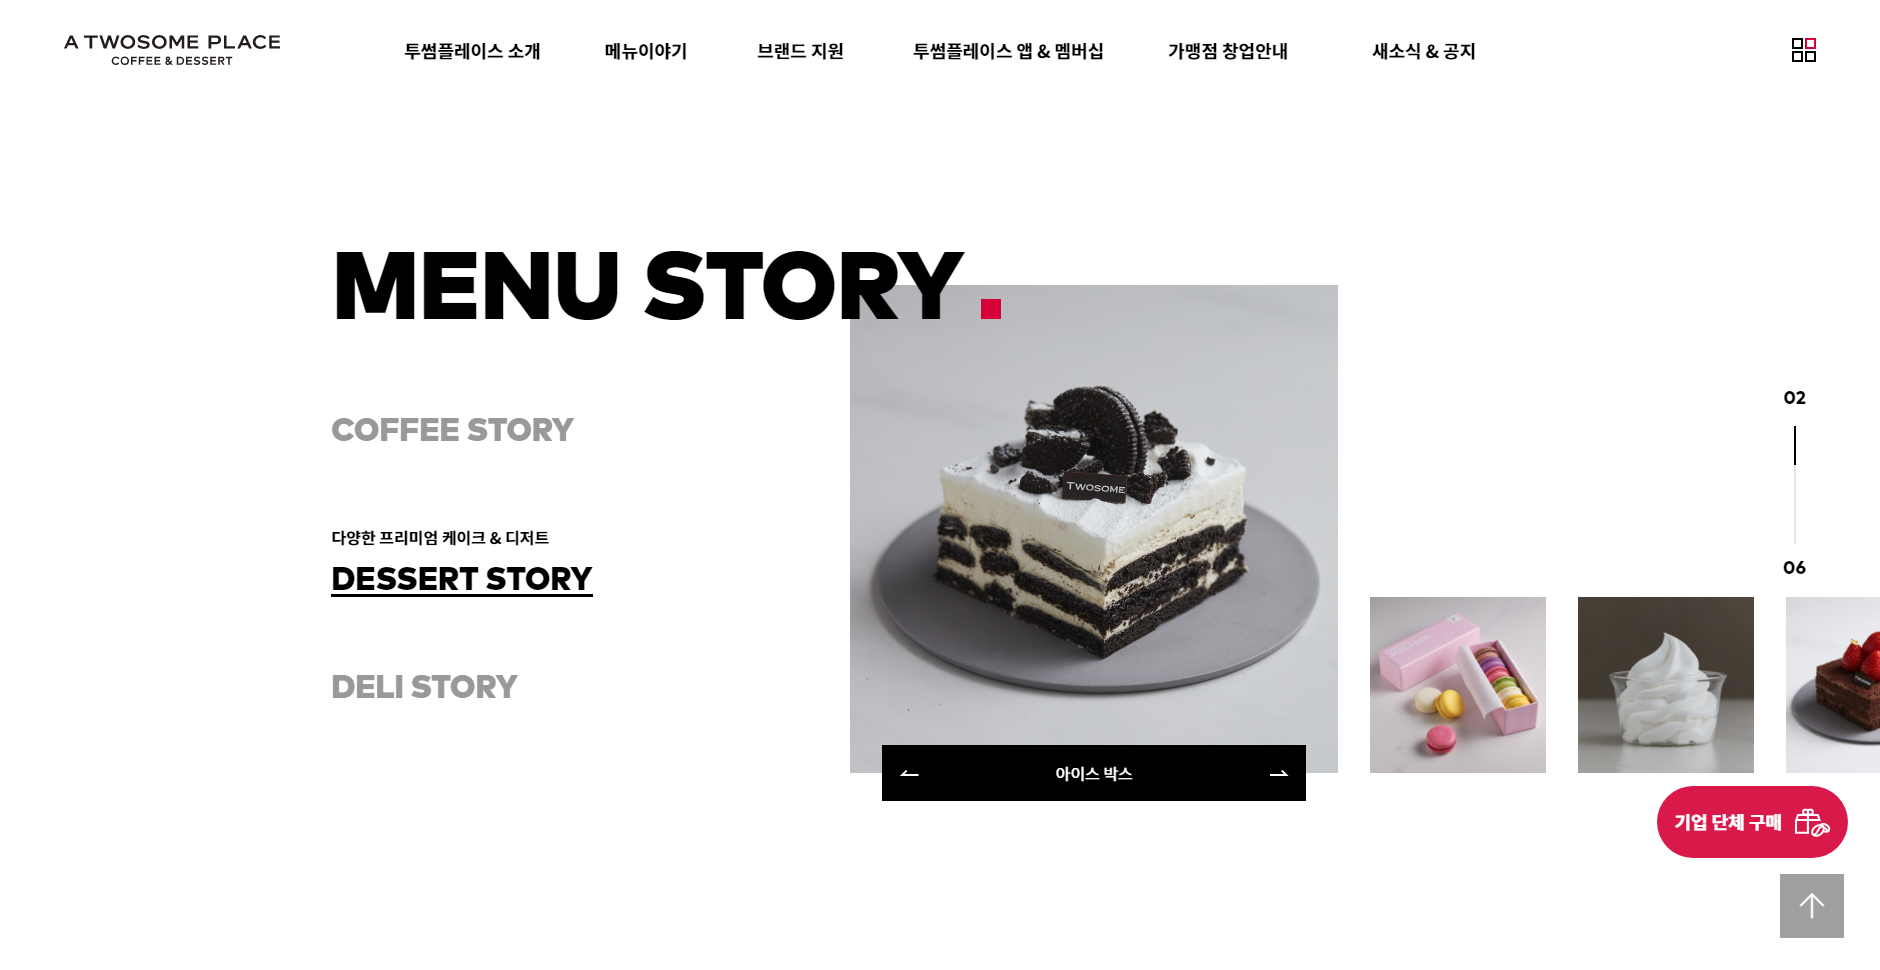 A TWOSOME PLACE
COFFEE & DESSERT
투썸플레이스 소개
메뉴이야기
브랜드 지원
투썸플레이스 앱 & 멤버십
가맹점 창업안내
새소식 & 공지
MENU STORY.
COFFEE STORY
다양한 프리미엄 케이크 & 디저트
DESSERT STORY
DELI STORY
TWOSOME
아이스 박스
02
06
기업 단체 구매